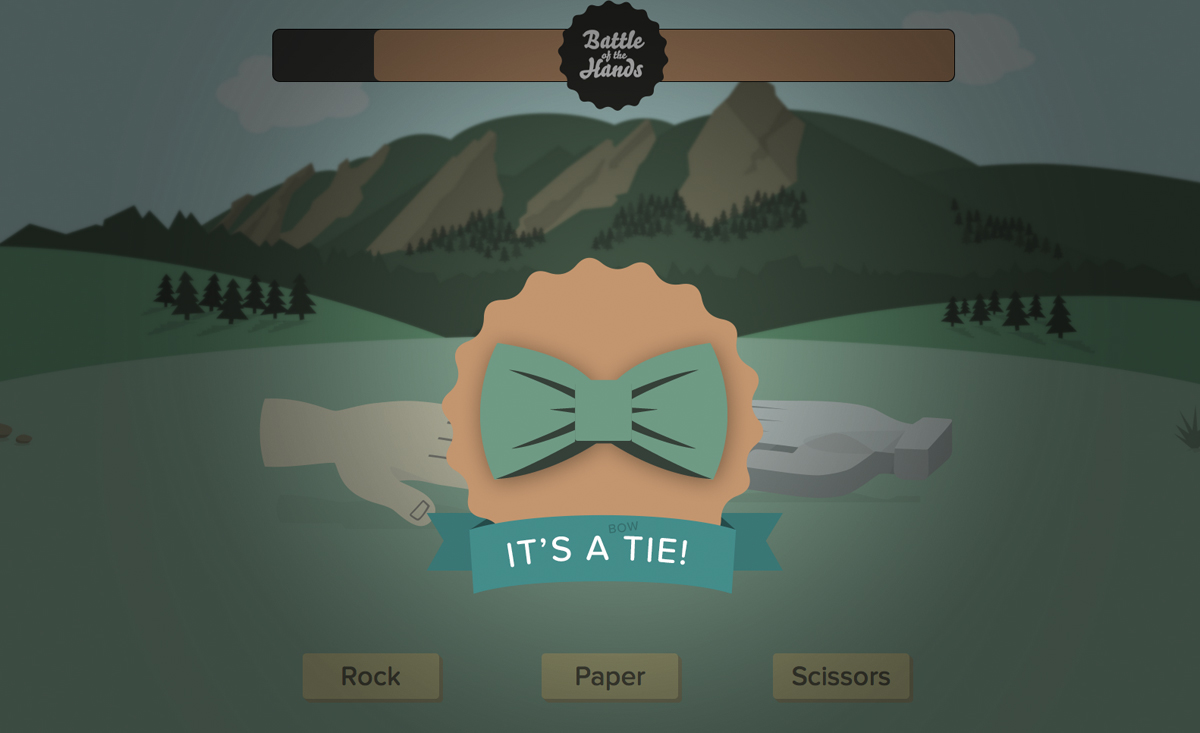 Battle
of the
Hands
BOW
IT'S A TIE!
Rock
Paper
Scissors